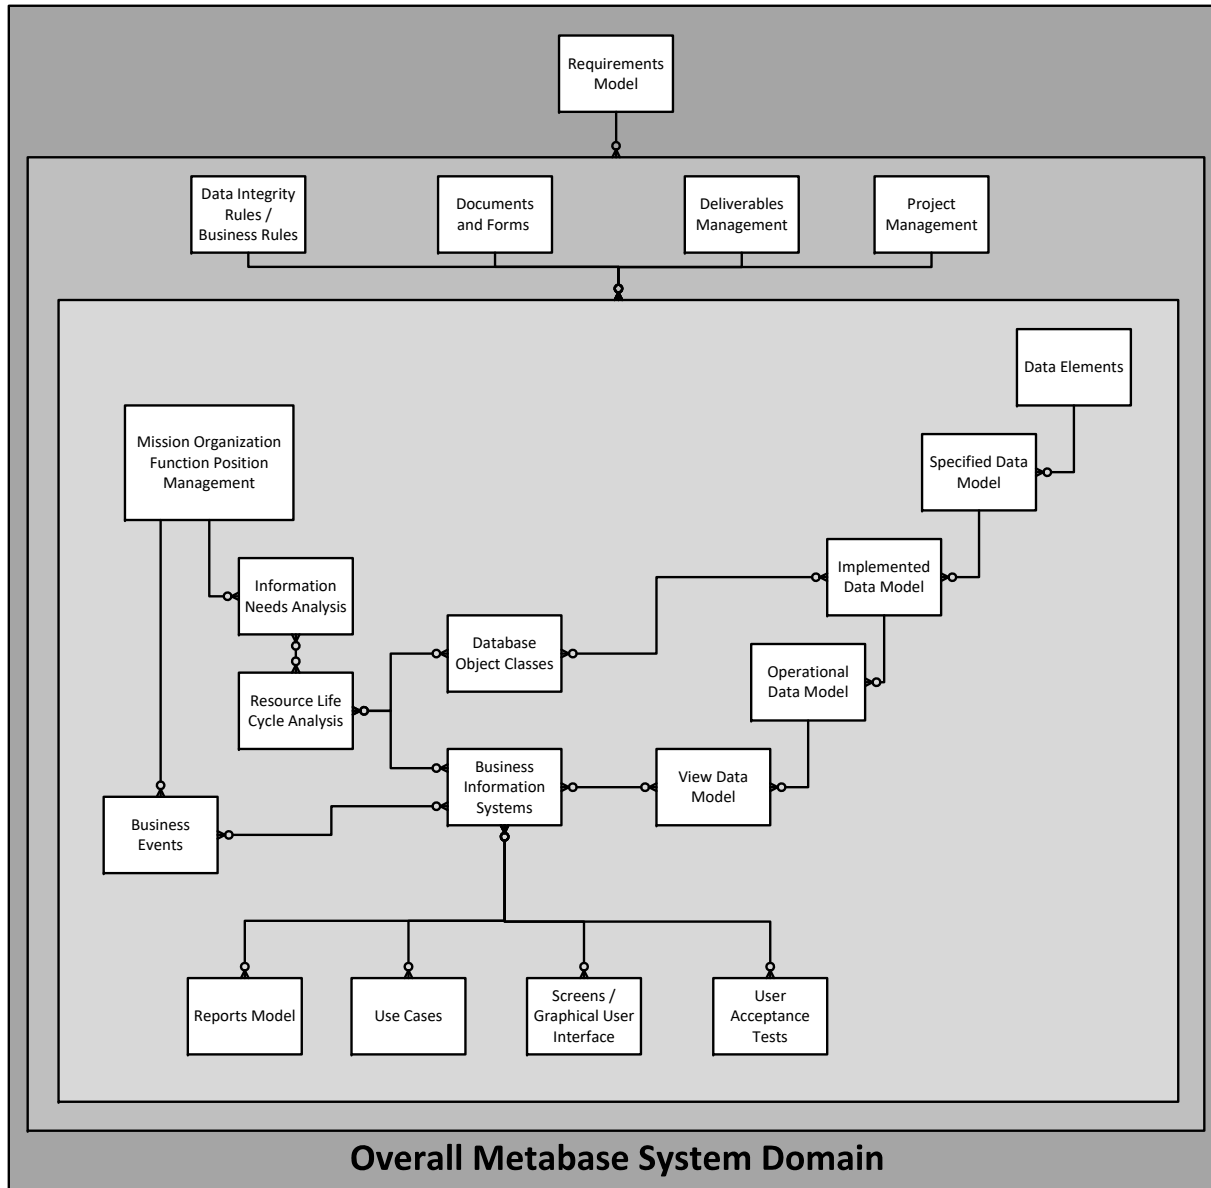 Requirements
Model
Data Integrity
Rules /
Business Rules
Documents
and Forms
Deliverables
Management
Project
Management
Data Elements
Mission Organization
Function Position
Management
Specified Data
Model
Information
Needs Analysis
Implemented
Data Model
Database
Object Classes
Operational
Data Model
Resource Life
Cycle Analysis
Business
Information
Systems
View Data
Model
Business
Events
Reports Model
Use Cases
Screens /
Graphical User
Interface
User
Acceptance
Tests
Overall Metabase System Domain